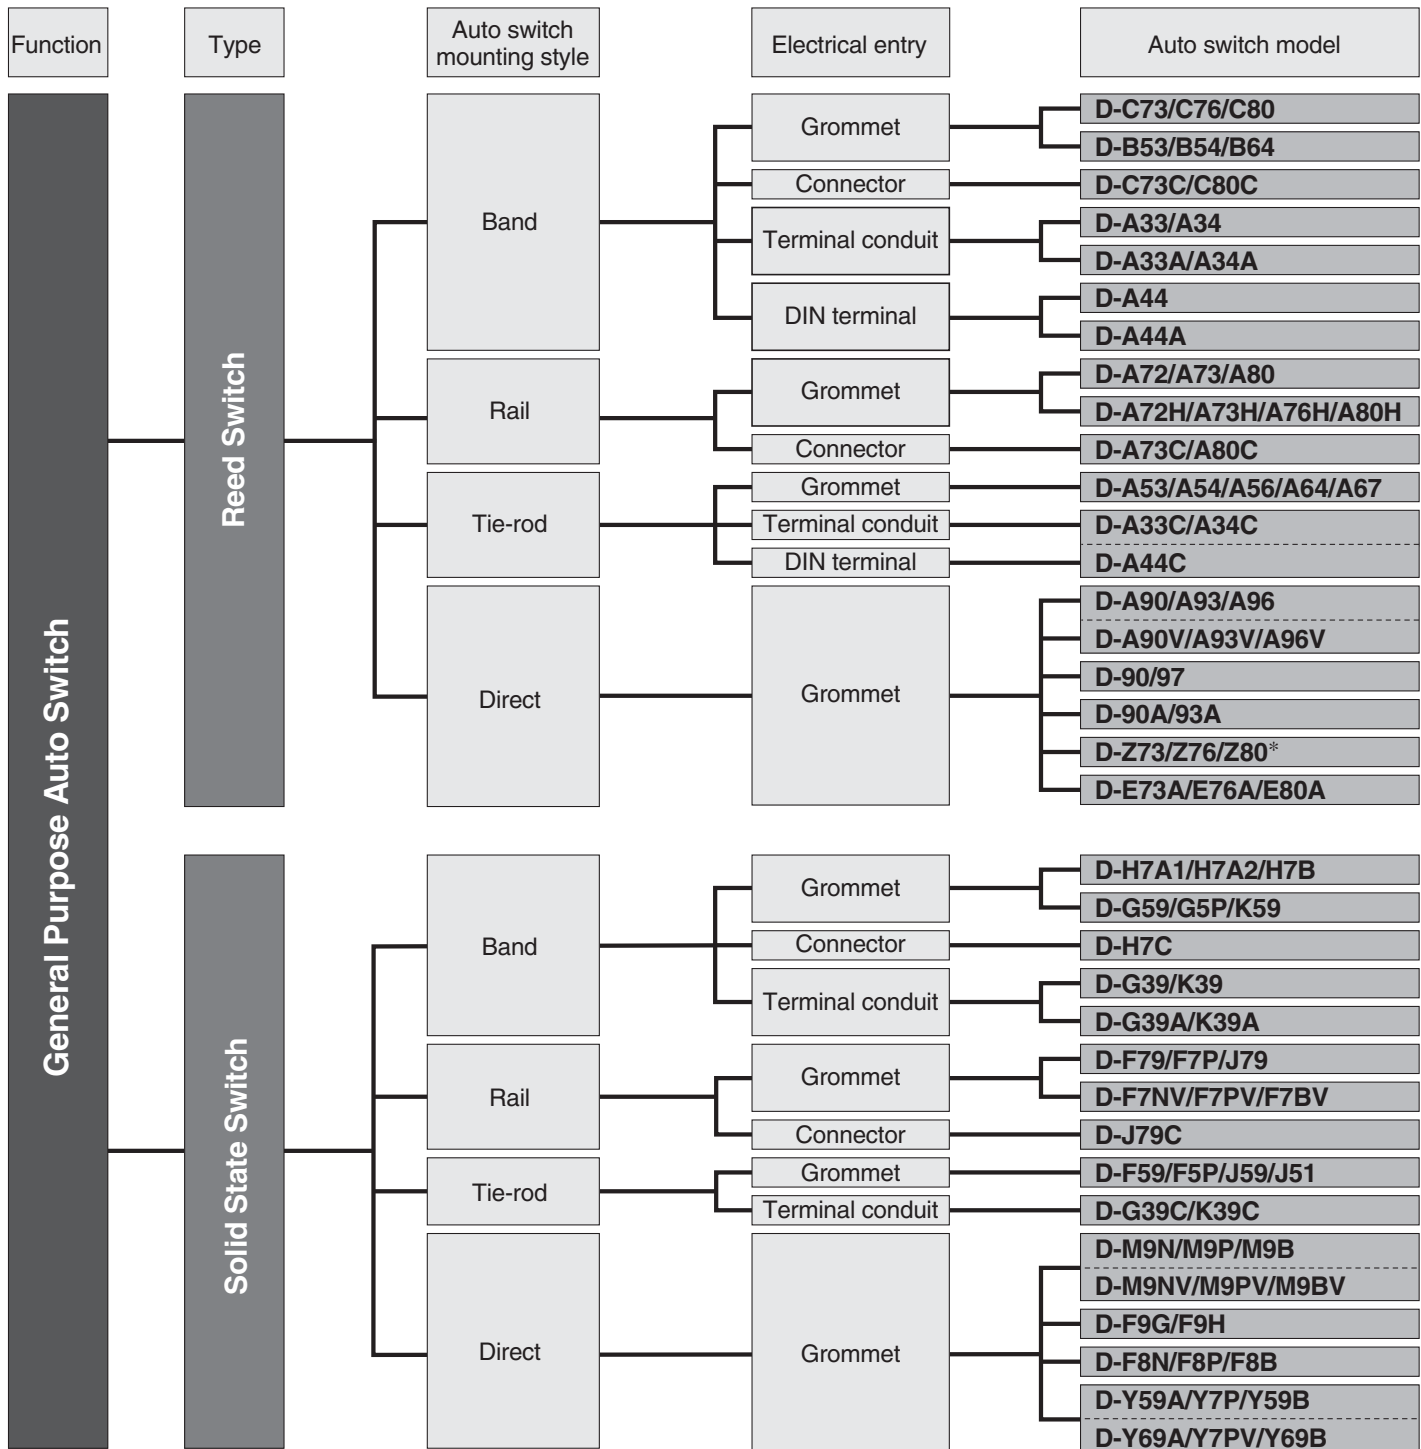 Function
Type
Auto switch
mounting style
Electrical entry
Auto switch model
General Purpose Auto Switch
Reed Switch
Band
Grommet
D-C73/C76/C80
D-B53/B54/B64
Connector
D-C73C/C80C
Terminal conduit
D-A33/A34
D-A33A/A34A
DIN terminal
D-A44
D-A44A
Rail
Grommet
D-A72/A73/A80
D-A72H/A73H/A76H/A80H
Connector
D-A73C/A80C
Tie-rod
Grommet
D-A53/A54/A56/A64/A67
Terminal conduit
D-A33C/A34C
DIN terminal
D-A44C
Direct
Grommet
D-A90/A93/A96
D-A90V/A93V/A96V
D-90/97
D-90A/93A
D-Z73/Z76/Z80*
D-E73A/E76A/E80A
Solid State Switch
Band
Grommet
D-H7A1/H7A2/H7B
D-G59/G5P/K59
Connector
D-H7C
Terminal conduit
D-G39/K39
D-G39A/K39A
Rail
Grommet
D-F79/F7P/J79
D-F7NV/F7PV/F7BV
Connector
D-J79C
Tie-rod
Grommet
D-F59/F5P/J59/J51
Terminal conduit
D-G39C/K39C
Direct
Grommet
D-M9N/M9P/M9B
D-M9NV/M9PV/M9BV
D-F9G/F9H
D-F8N/F8P/F8B
D-Y59A/Y7P/Y59B
D-Y69A/Y7PV/Y69B